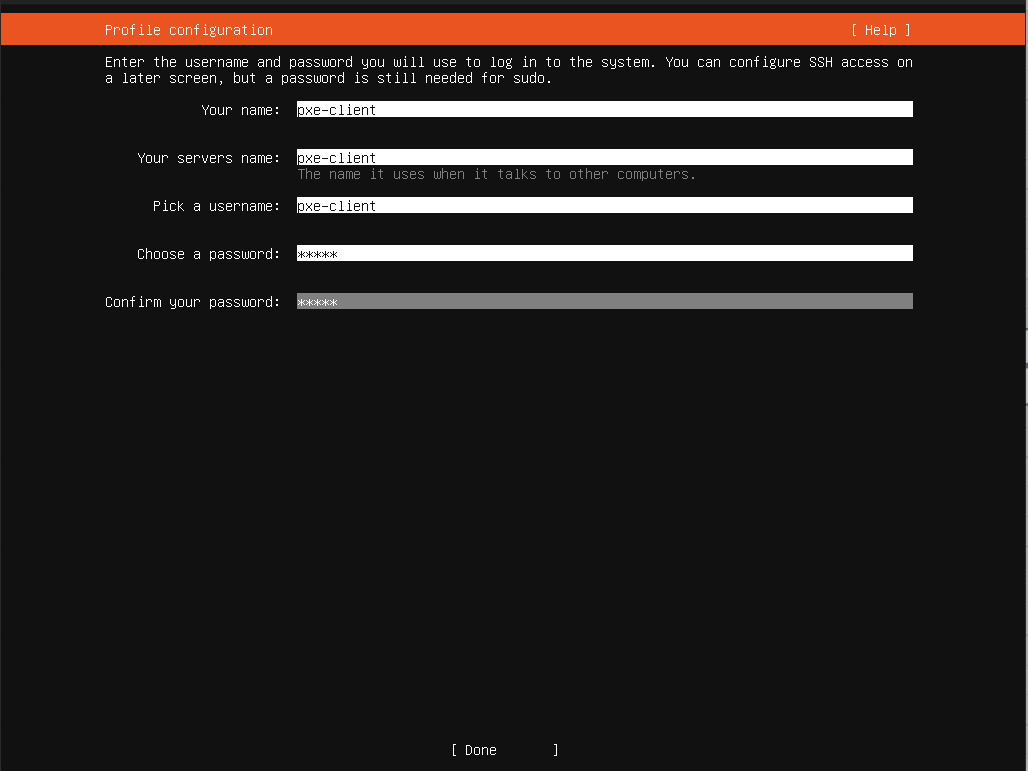 Profile configuration [ Help ]
Enter the username and password you will use to log in to the system. You can configure SSH access on
a later screen, but a password is still needed for sudo.
Your name: pxe-client
Your servers name: pxe-client
The name it uses when it talks to other computers.
Pick a username: pxe-client
Choose a password: *****
Confirm your password: *****
[ Done ]